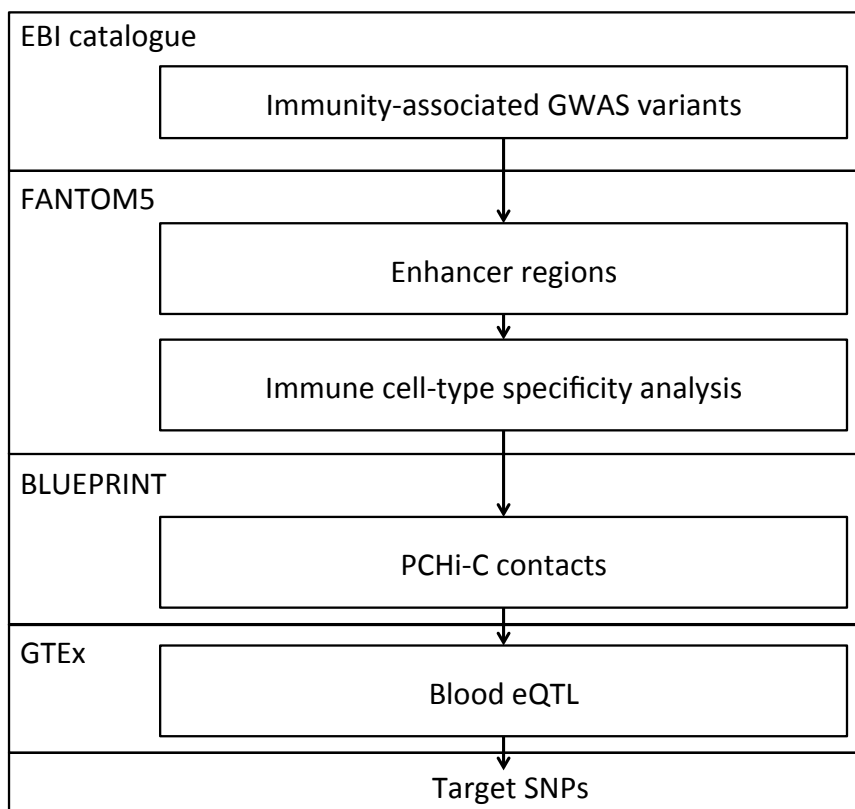 EBI catalogue
Immunity-associated GWAS variants
FANTOM5
Enhancer regions
Immune cell-type specificity analysis
BLUEPRINT
PCHi-C contacts
GTEx
Blood eQTL
Target SNPs